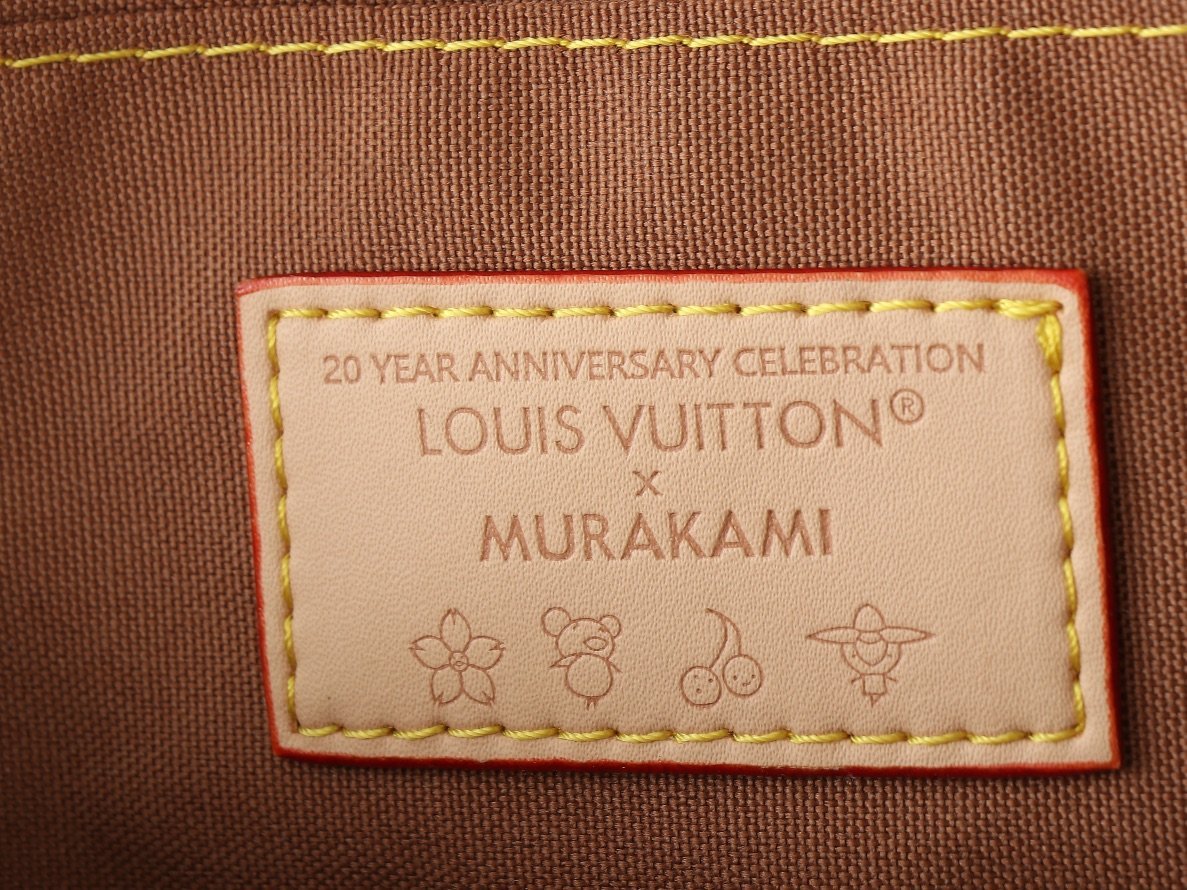 20 YEAR ANNIVERSARY CELEBRATION
LOUIS VUITTON®
X
MURAKAMI